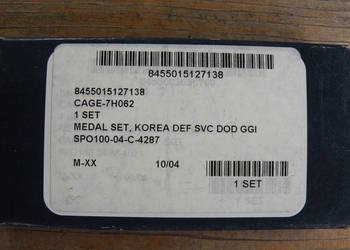 8455015127138
8455015127138
CAGE-7H062
1 SET
MEDAL SET, KOREA DEF SVC DOD GGI
SPO100-04-C-4287
M-XX 10/04
1 SET